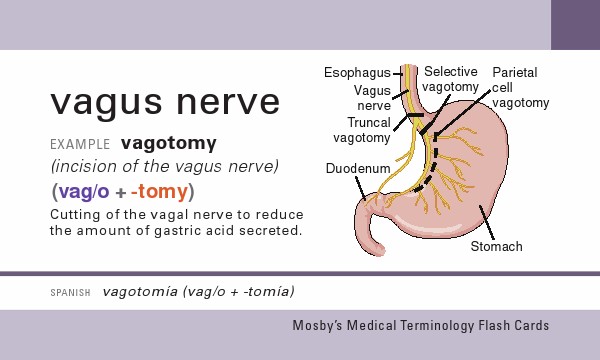 vagus nerve
EXAMPLE vagotomy
(incision of the vagus nerve)
(vag/o + -tomy)
Cutting of the vagal nerve to reduce
the amount of gastric acid secreted.
Esophagus
Vagus
nerve
Truncal
vagotomy
Duodenum
Selective
vagotomy
Parietal
cell
vagotomy
Stomach
SPANISH vagotomía (vag/o + -tomía)
Mosby's Medical Terminology Flash Cards